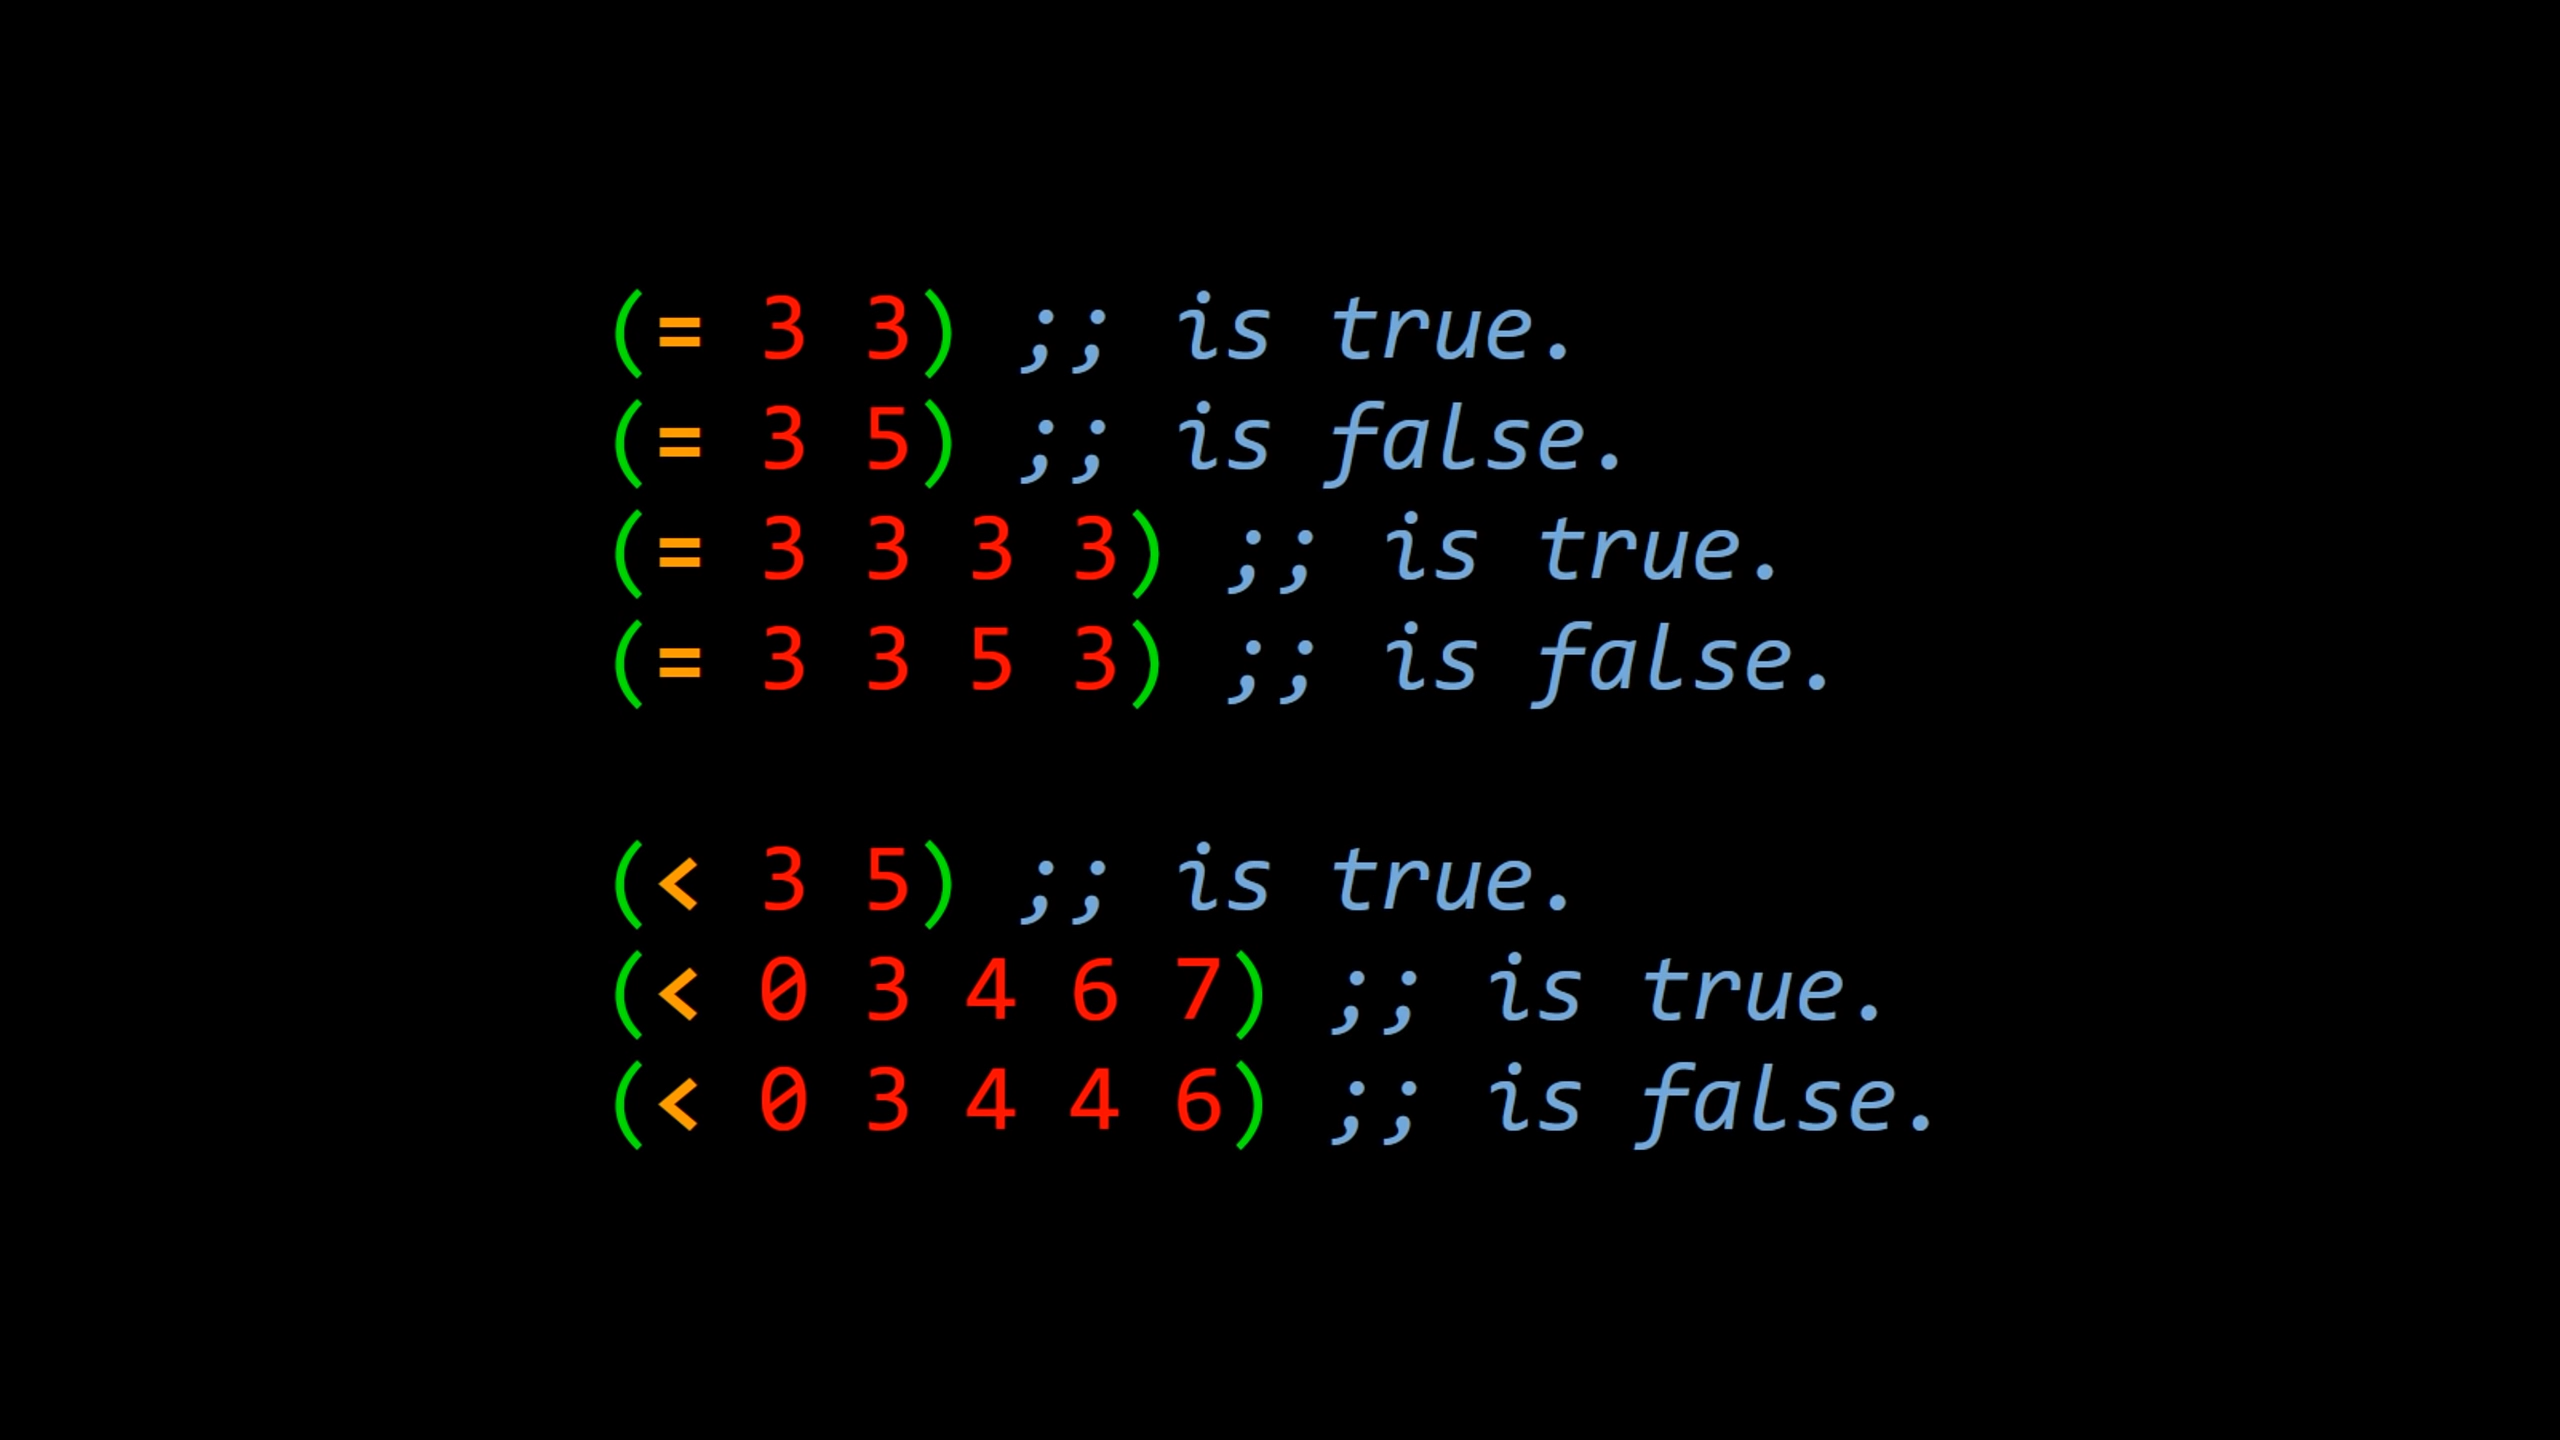 (= 3 3) ;; is true.
(= 3 5) ;; is false.
(= 3 3 3 3) ;; is true.
(= 3 3 5 3) ;; is false.
(< 3 5) ;; is true.
(< 0 3 4 6 7) ;; is true.
(< 0 3 4 4 6) ;; is false.